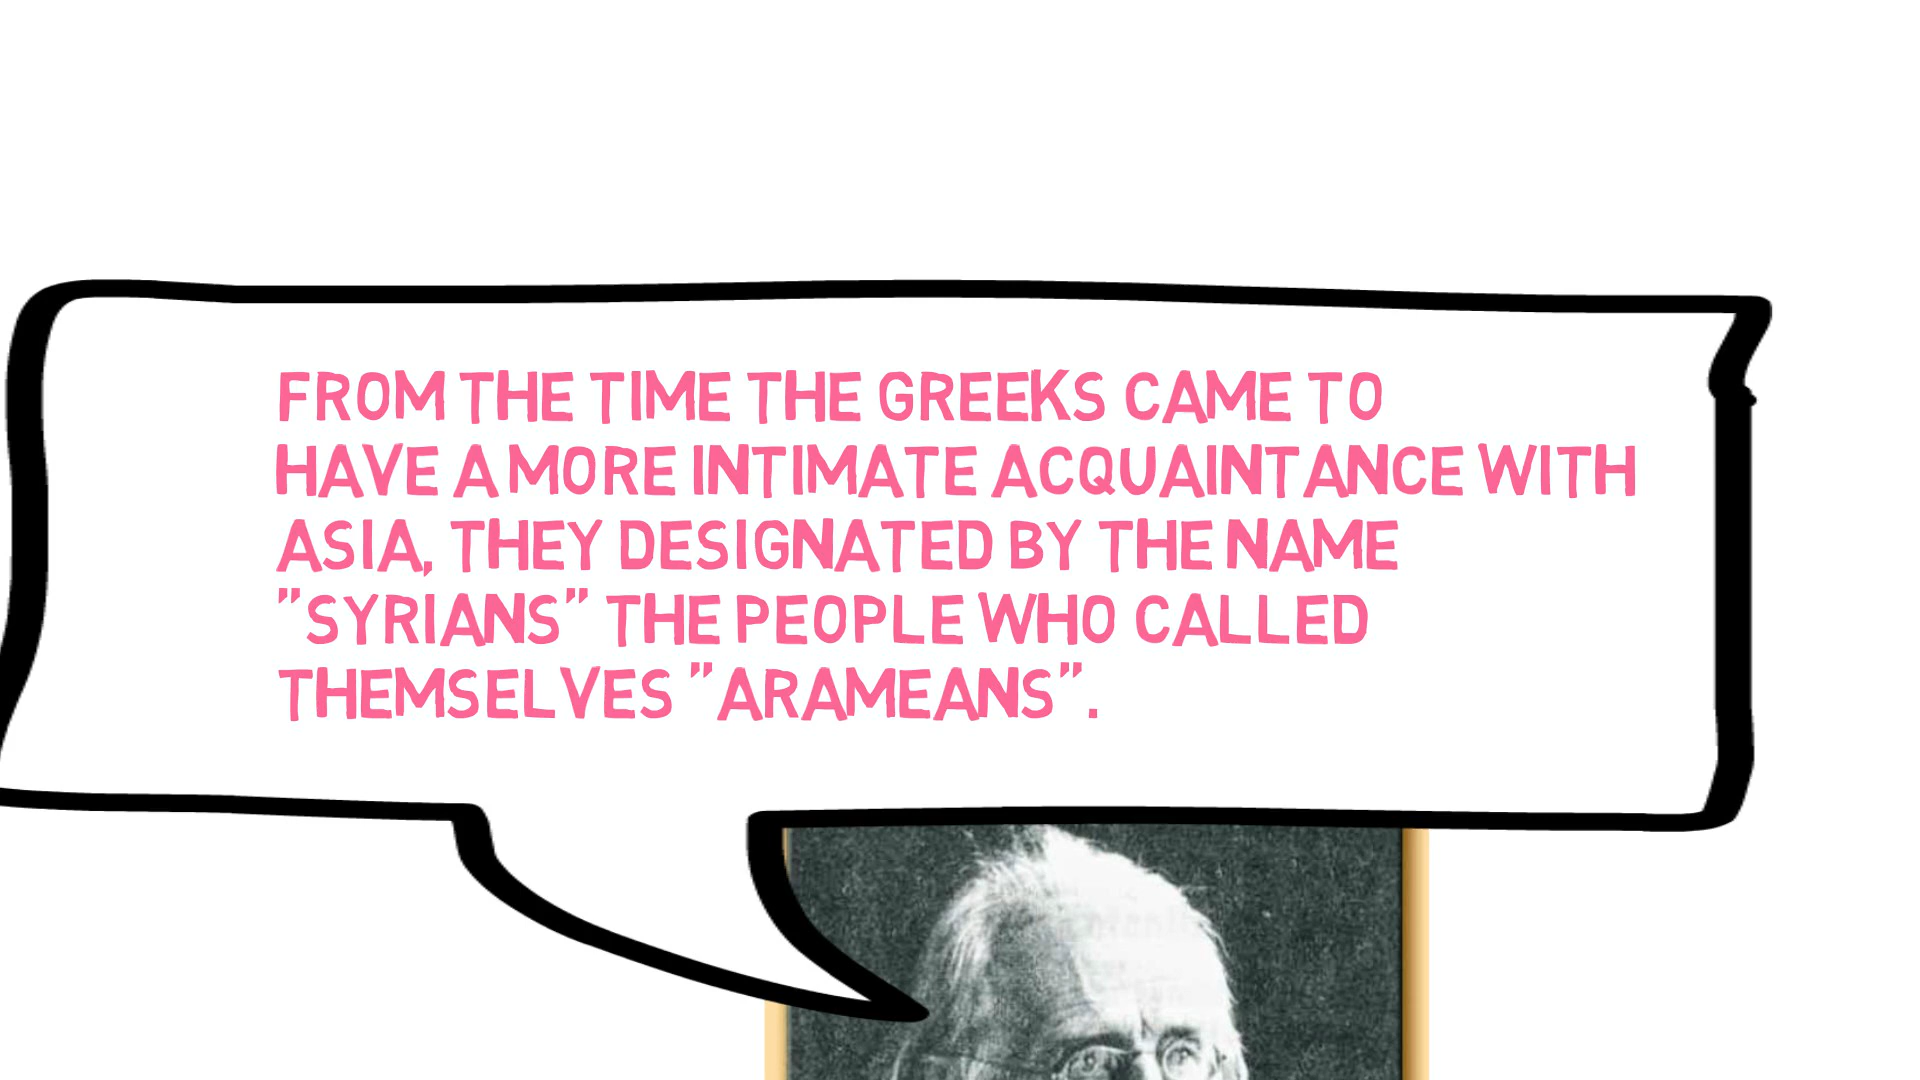 FROM THE TIME THE GREEKS CAME TO
HAVE A MORE INTIMATE ACQUAINTANCE WITH
ASIA, THEY DESIGNATED BY THE NAME
"SYRIANS" THE PEOPLE WHO CALLED
THEMSELVES "ARAMEANS".